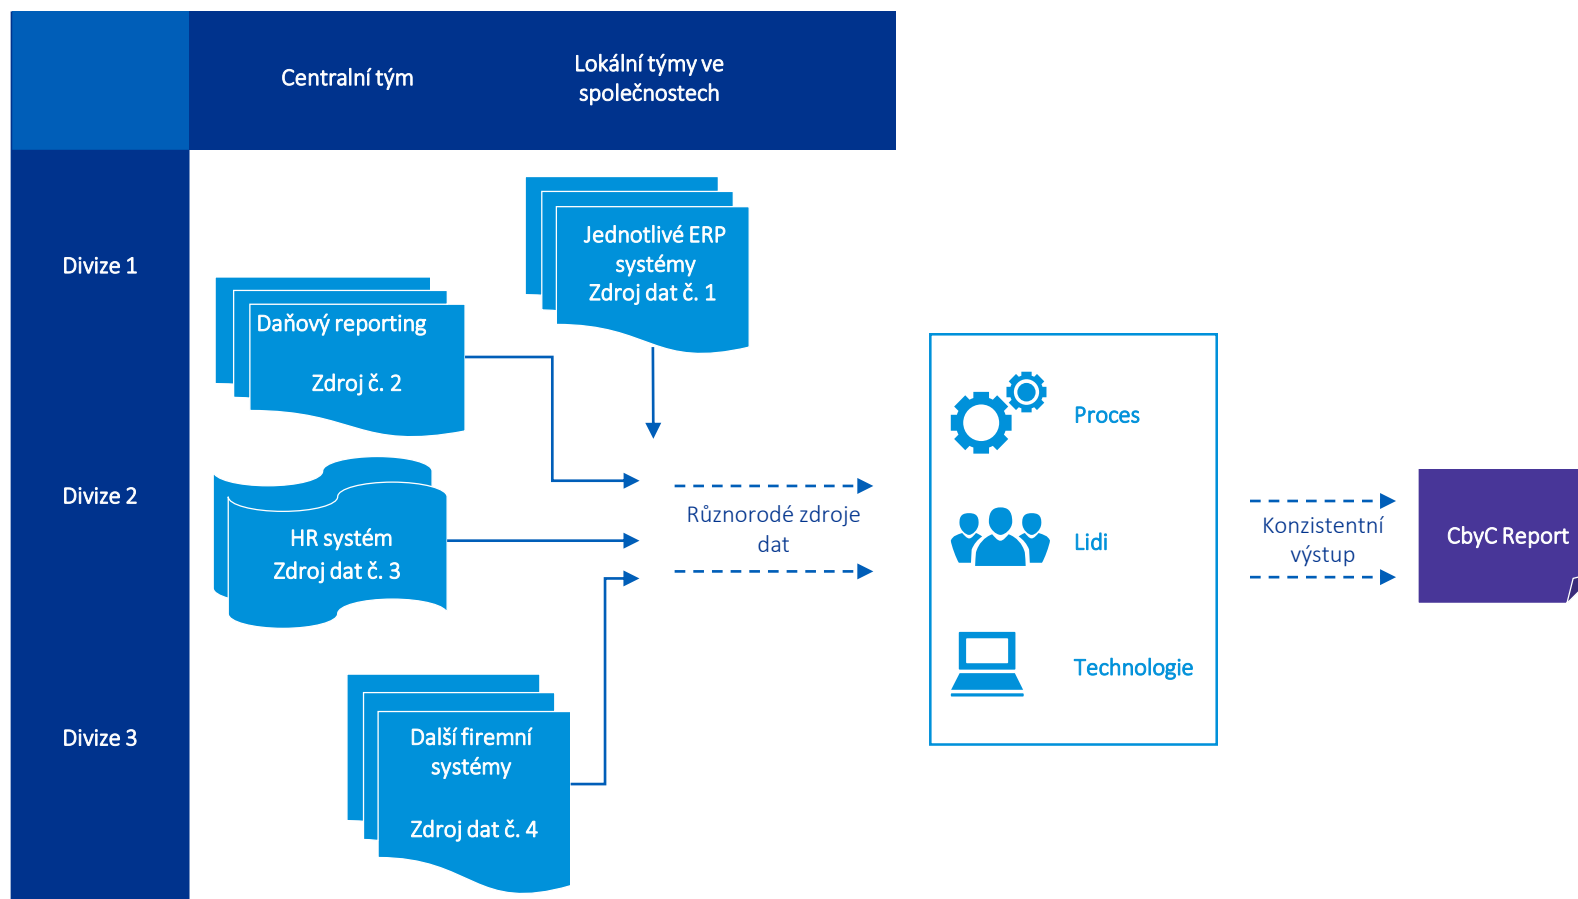 Centralní tým
Lokální týmy ve
společnostech
Divize 1
Jednotlivé ERP
systémy
Zdroj dat č. 1
Daňový reporting
Zdroj č. 2
Divize 2
HR systém
Zdroj dat č. 3
Divize 3
Další firemní
systémy
Zdroj dat č. 4
Různorodé zdroje
dat
Proces
Lidi
Technologie
Konzistentní
výstup
CbyC Report